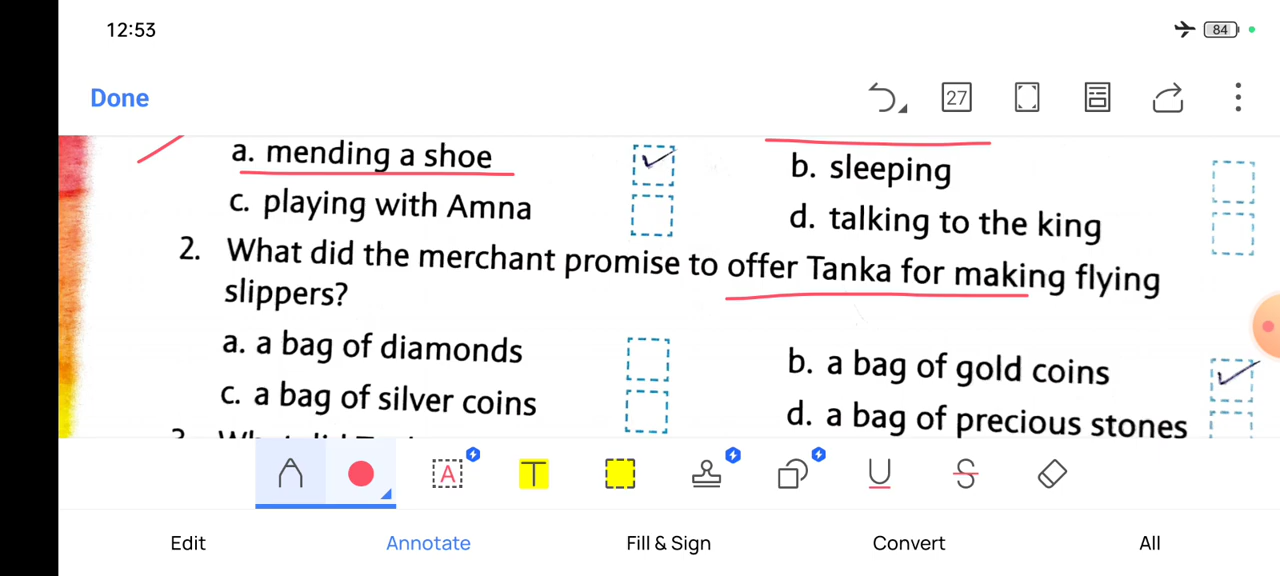 12:53
84
Done
27
a. mending a shoe
b. sleeping
c. playing with Amna
d. talking to the king
2. What did the merchant promise to offer Tanka for making flying
slippers?
a. a bag of diamonds
b. a bag of gold coins
c. a bag of silver coins
d. a bag of precious stones
A
T
U
S
Edit
Annotate
Fill & Sign
Convert
All